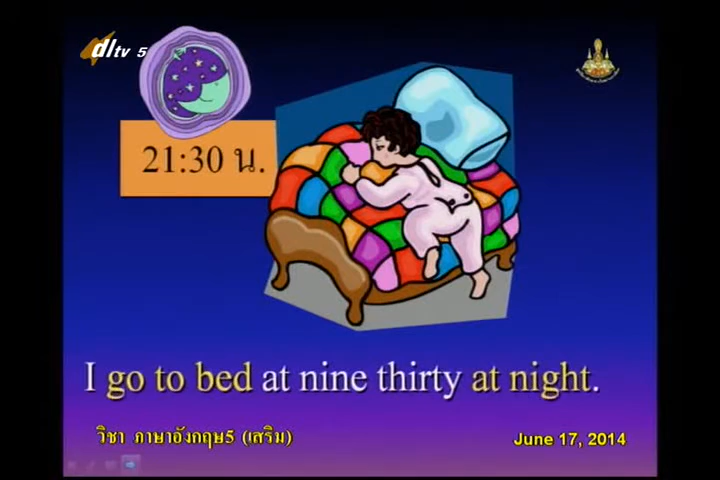 dltv 5
21:30 น.
I go to bed at nine thirty at night.
วิชา ภาษาอังกฤษ5 (เสริม)
June 17, 2014